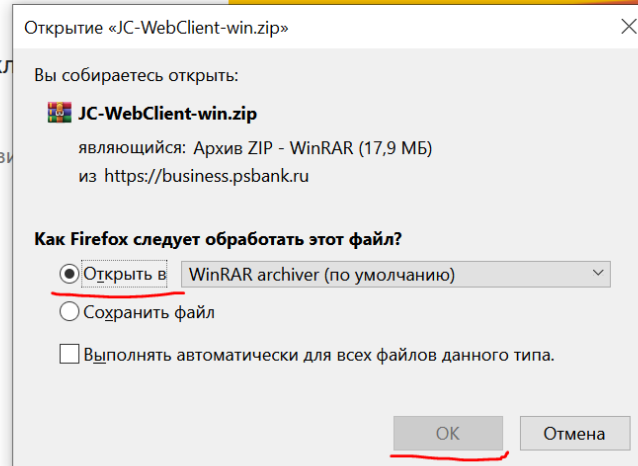 Открытие «JC-WebClient-win.zip»
Вы собираетесь открыть:
JC-WebClient-win.zip
являющийся: Архив ZIP - WinRAR (17,9 МБ)
из https://business.psbank.ru
Как Firefox следует обработать этот файл?
Открыть в WinRAR archiver (по умолчанию)
Сохранить файл
Выполнять автоматически для всех файлов данного типа.
OK Отмена